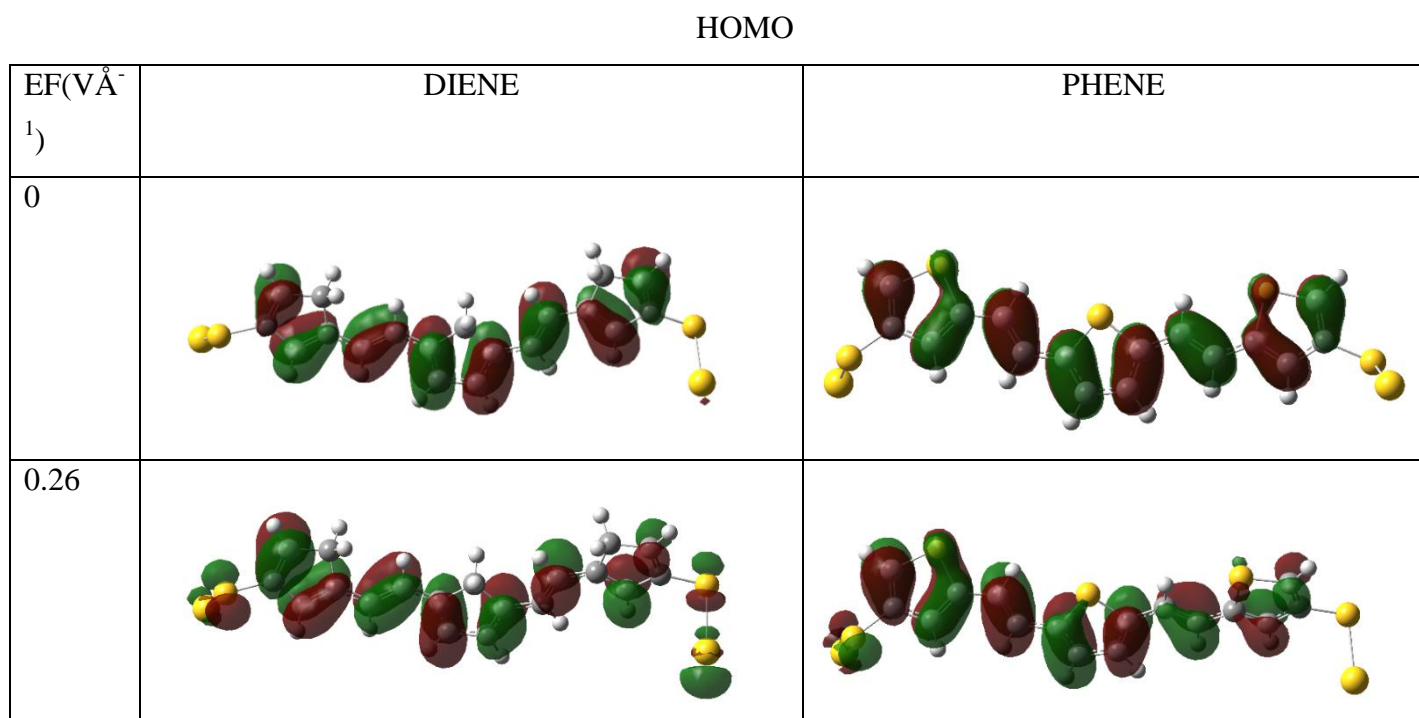 HOMO
EF(VÅ⁻
¹)
DIENE
PHENE
0
0.26